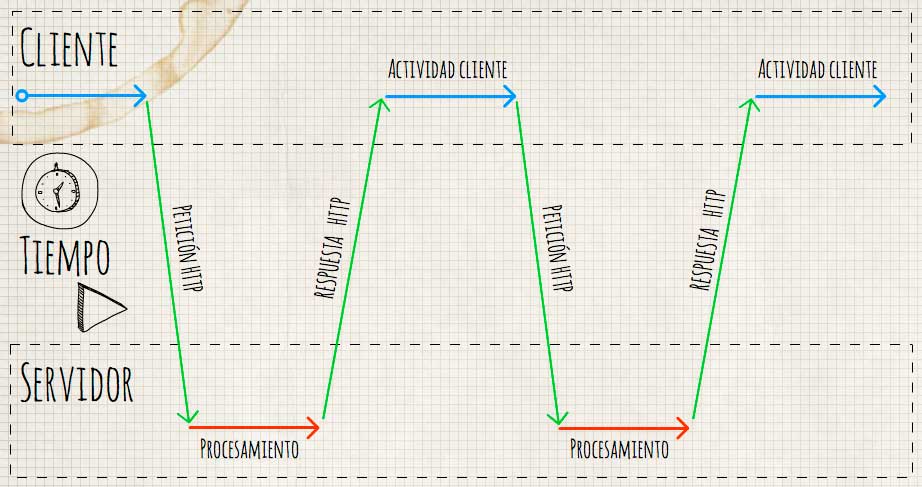 Cliente
Actividad cliente
Actividad cliente
Petición HTTP
Respuesta HTTP
Petición HTTP
Respuesta HTTP
Tiempo
Servidor
Procesamiento
Procesamiento